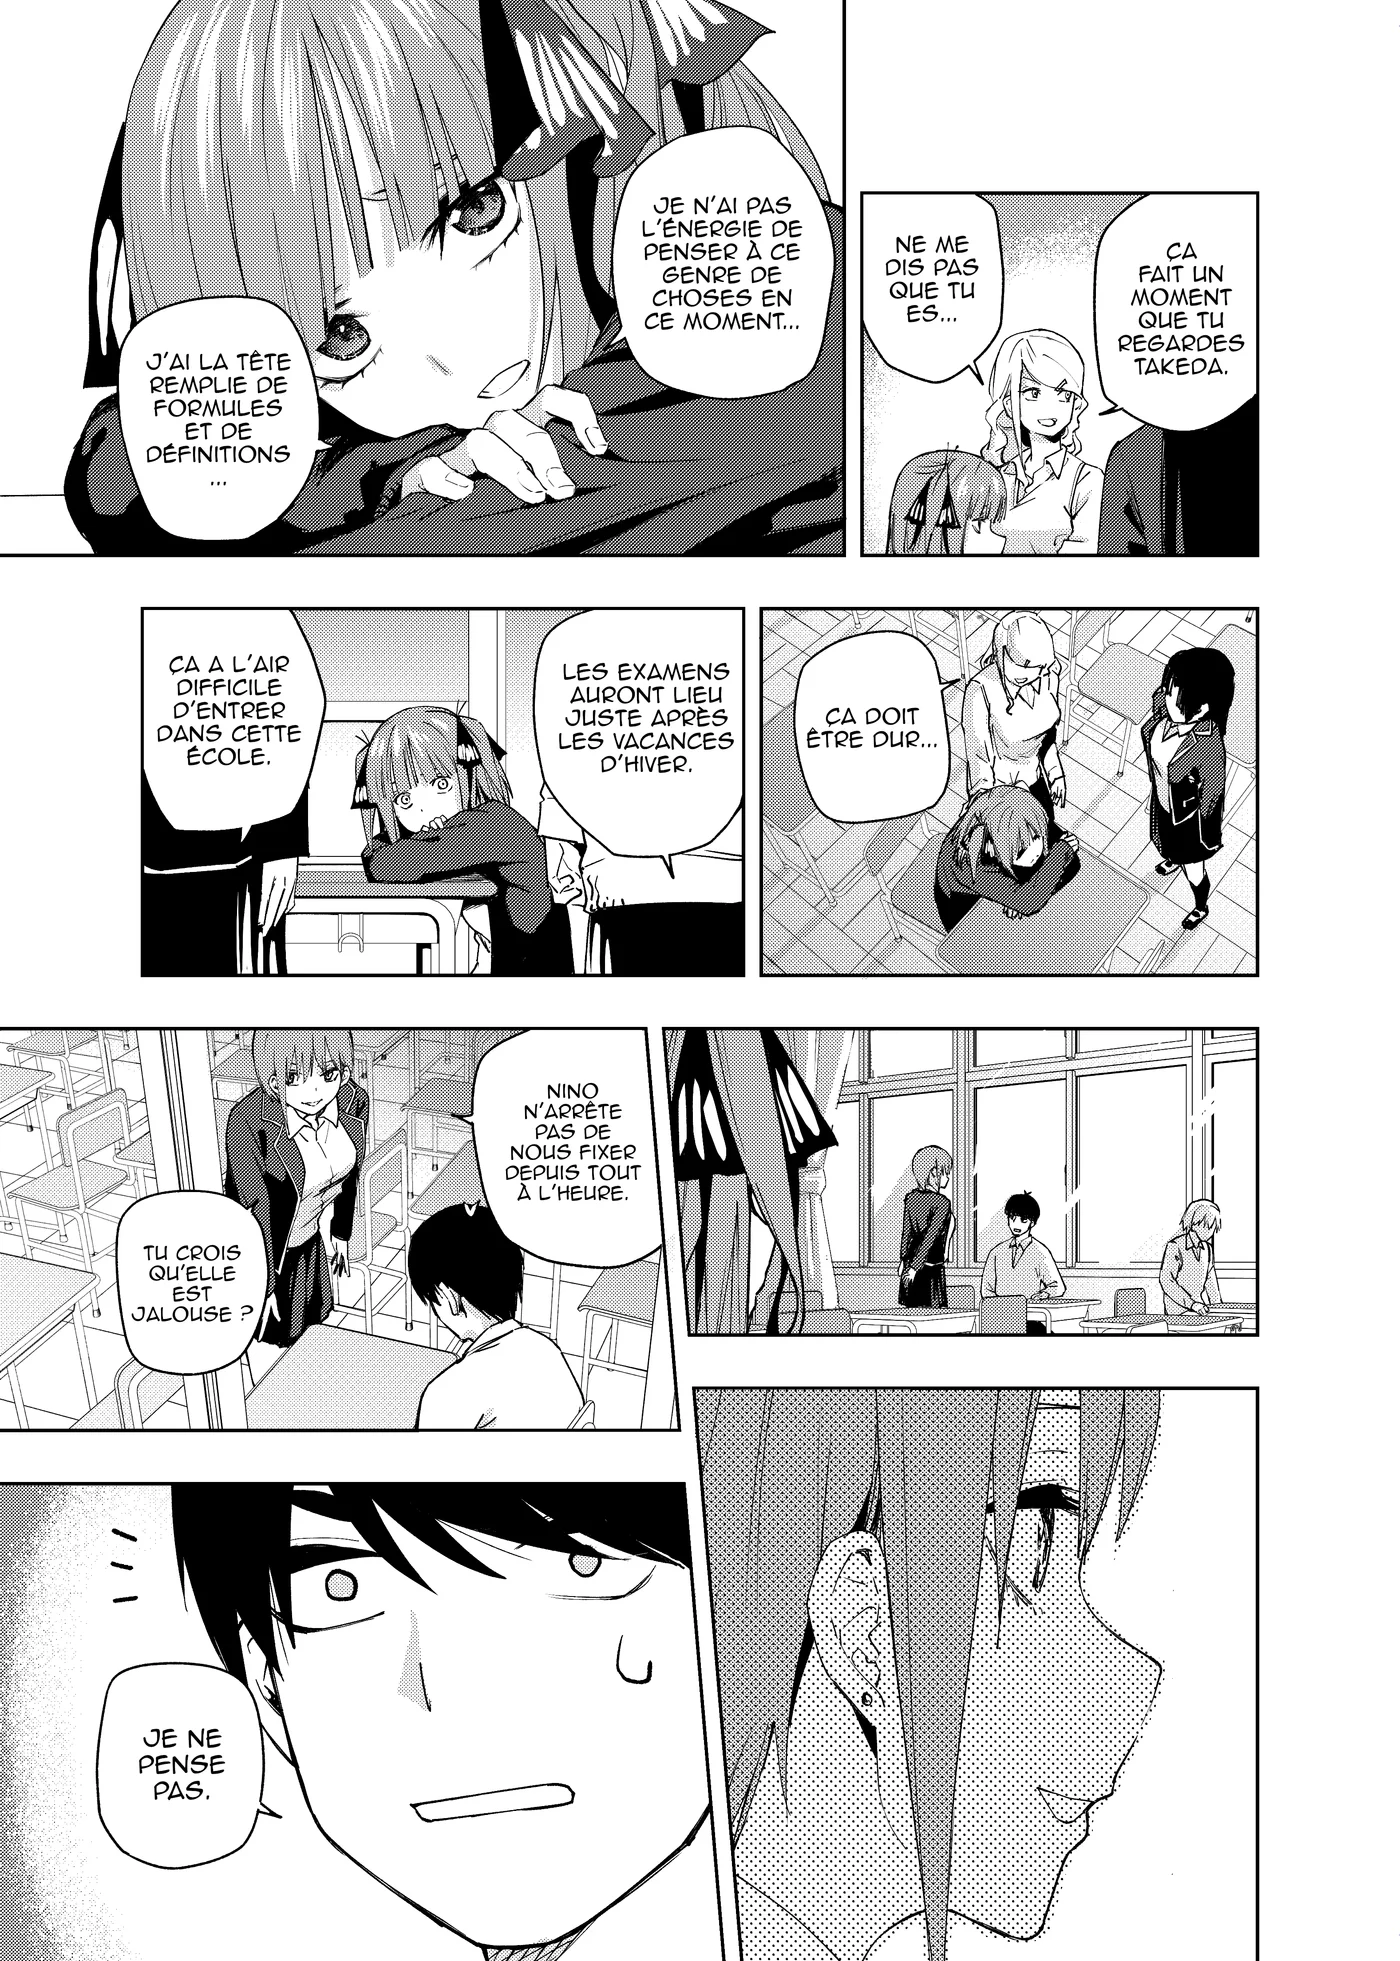 ÇA
FAIT UN
MOMENT
QUE TU
REGARDES
TAKEDA.
NE ME
DIS PAS
QUE TU
ES...
JE N'AI PAS
L'ÉNERGIE DE
PENSER À CE
GENRE DE
CHOSES EN
CE MOMENT...
J'AI LA TÊTE
REMPLIE DE
FORMULES
ET DE
DÉFINITIONS
...
ÇA DOIT
ÊTRE DUR...
LES EXAMENS
AURONT LIEU
JUSTE APRÈS
LES VACANCES
D'HIVER.
ÇA A L'AIR
DIFFICILE
D'ENTRER
DANS CETTE
ÉCOLE.
NINO
N'ARRÊTE
PAS DE
NOUS FIXER
DEPUIS TOUT
À L'HEURE.
TU CROIS
QU'ELLE
EST
JALOUSE ?
JE NE
PENSE
PAS.